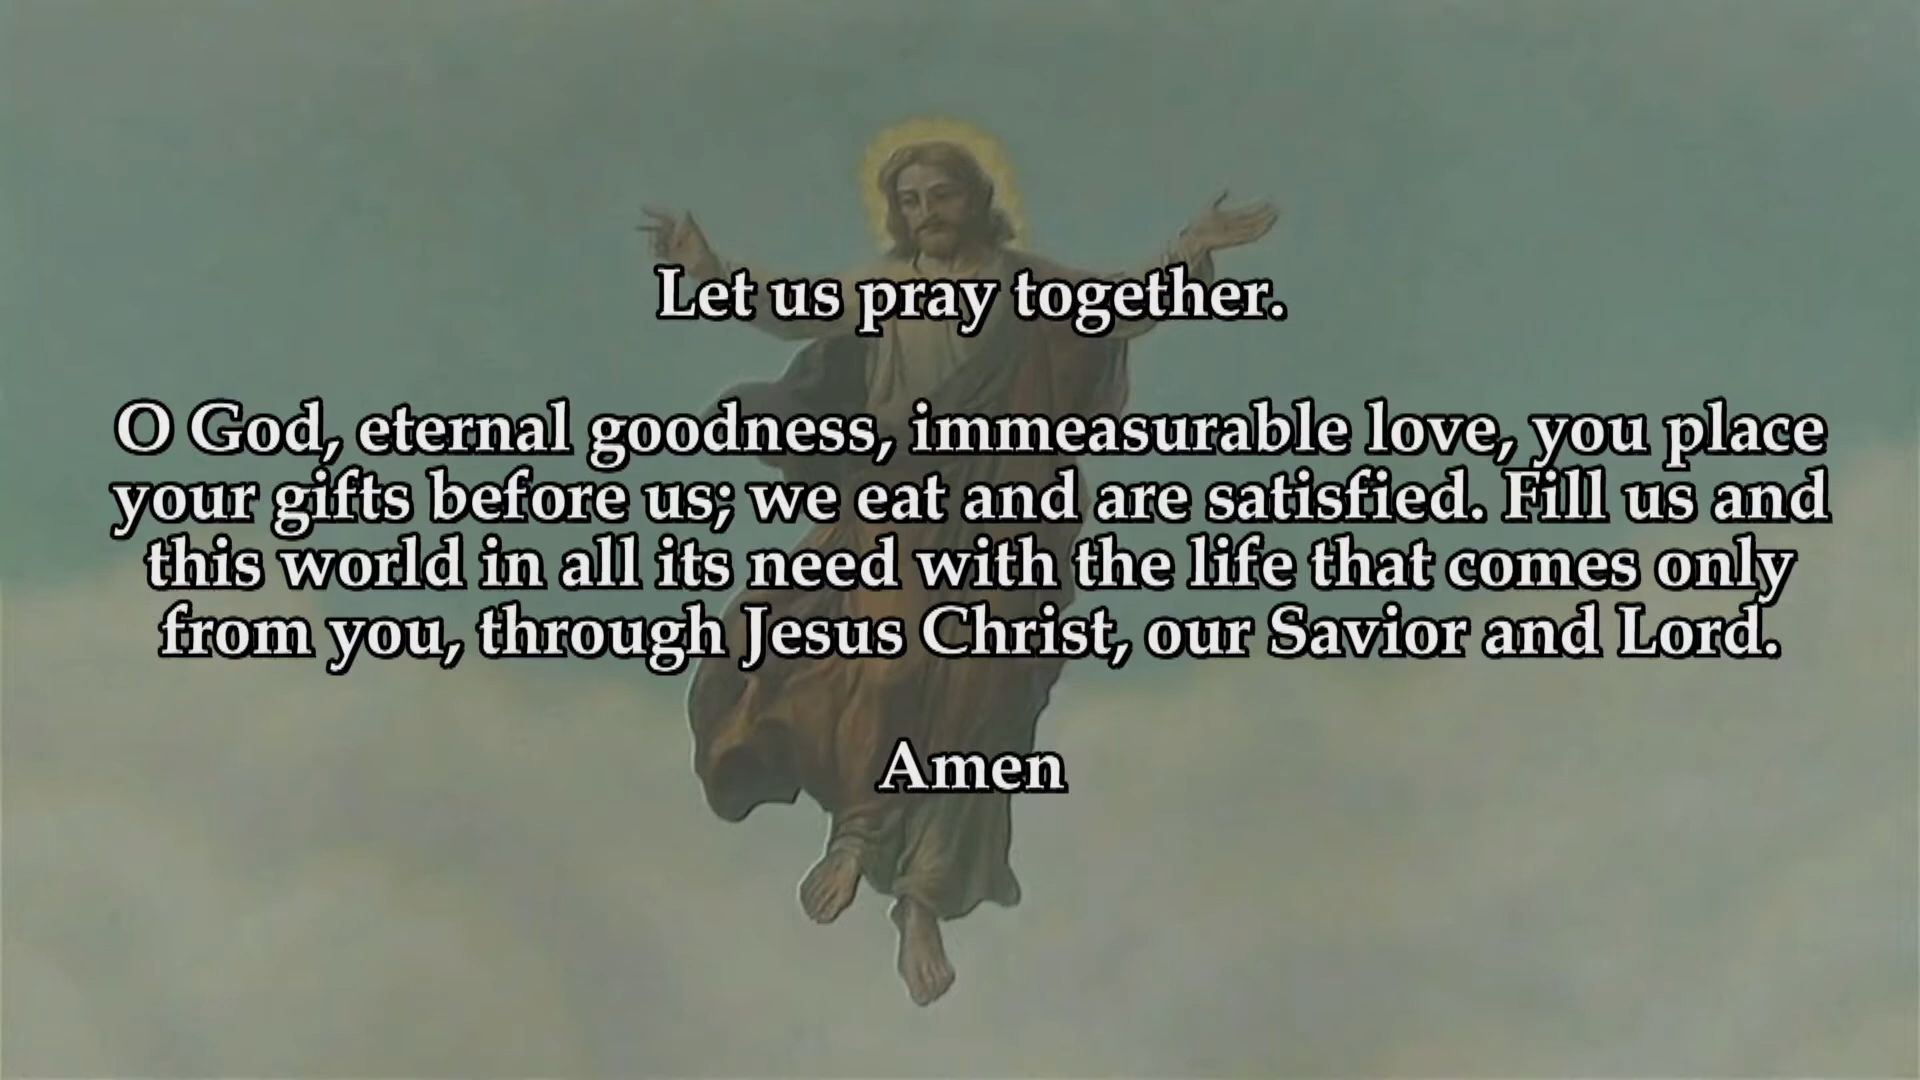 Let us pray together.
O God, eternal goodness, immeasurable love, you place
your gifts before us; we eat and are satisfied. Fill us and
this world in all its need with the life that comes only
from you, through Jesus Christ, our Savior and Lord.
Amen